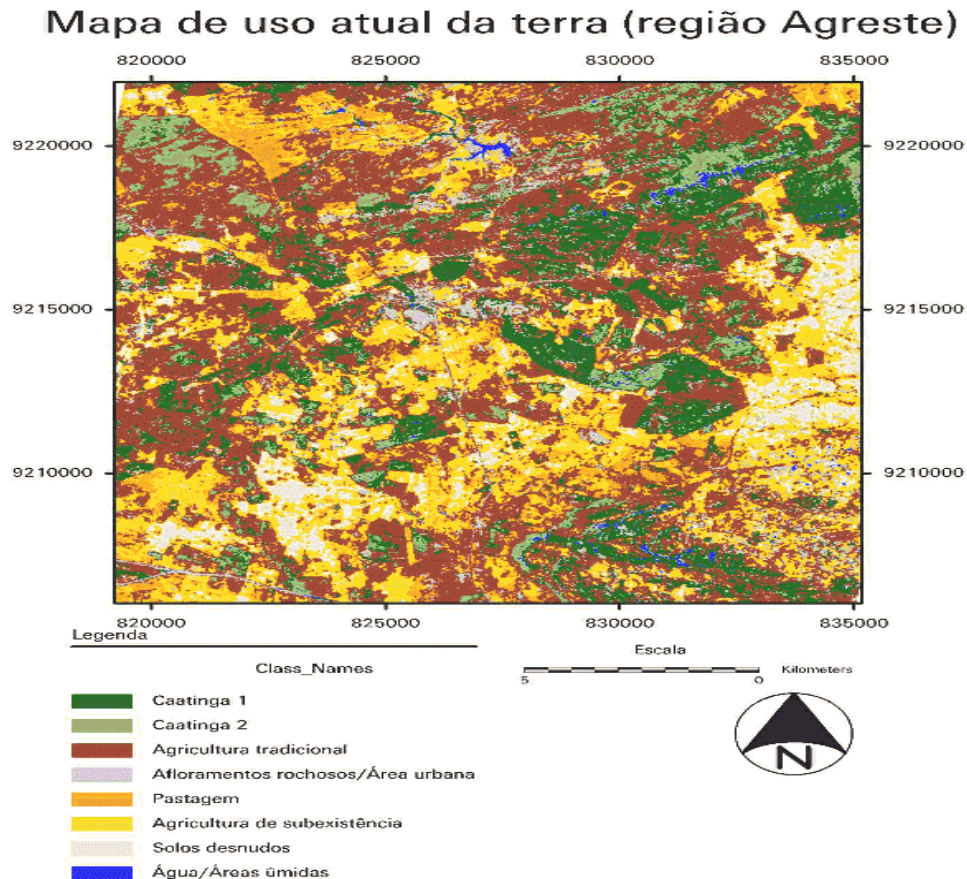 Mapa de uso atual da terra (região Agreste)
820000 825000 830000 835000
9220000 9220000
9215000 9215000
9210000 9210000
820000 825000 830000 835000
Legenda
Class_Names
Caatinga 1
Caatinga 2
Agricultura tradicional
Afloramentos rochosos/Área urbana
Pastagem
Agricultura de subexistência
Solos desnudos
Água/Áreas úmidas
Escala
Kilometers
5 0
N